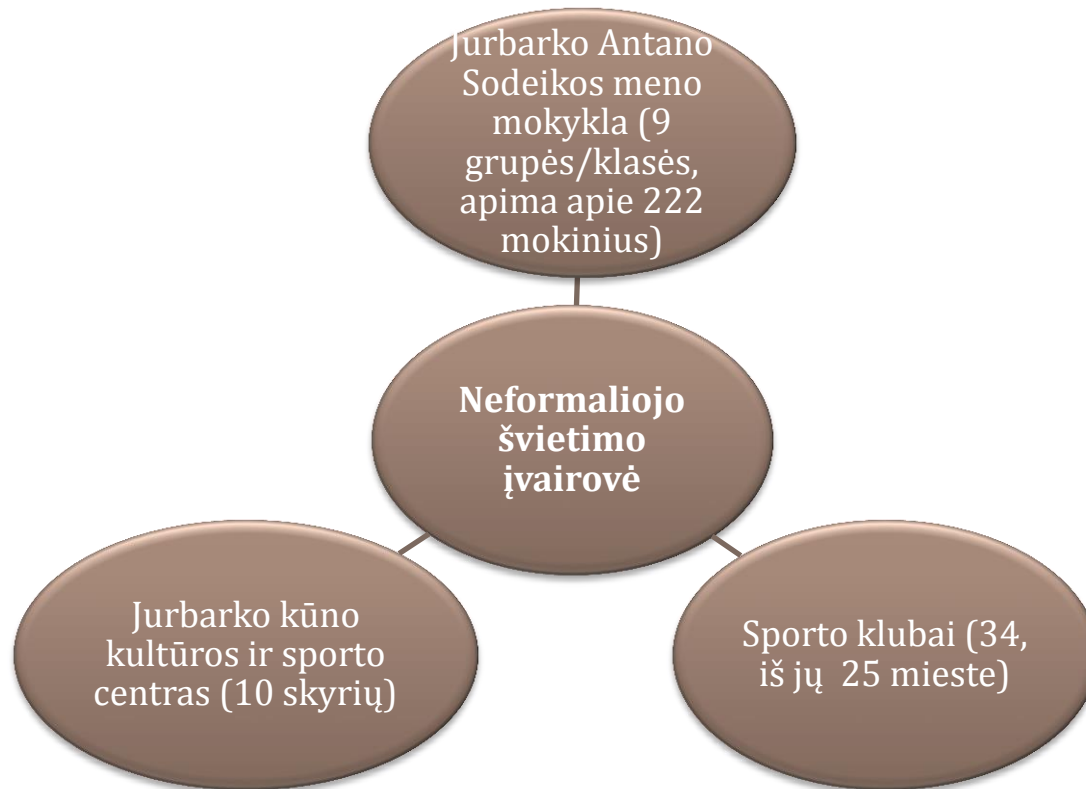 Jurbarko Antano
Sodeikos meno
mokykla (9
grupės/klasės,
apima apie 222
mokinius)
Neformaliojo
švietimo
įvairovė
Jurbarko kūno
kultūros ir sporto
centras (10 skyrių)
Sporto klubai (34,
iš jų  25 mieste)